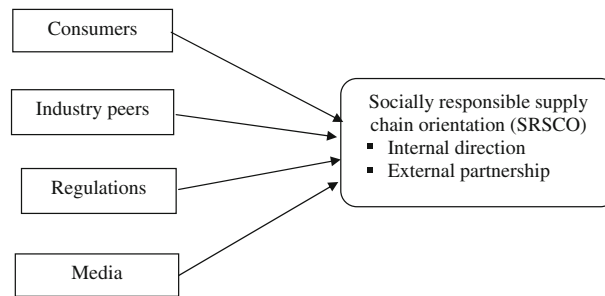 Consumers
Industry peers
Regulations
Media
Socially responsible supply
chain orientation (SRSCO)
▪ Internal direction
▪ External partnership